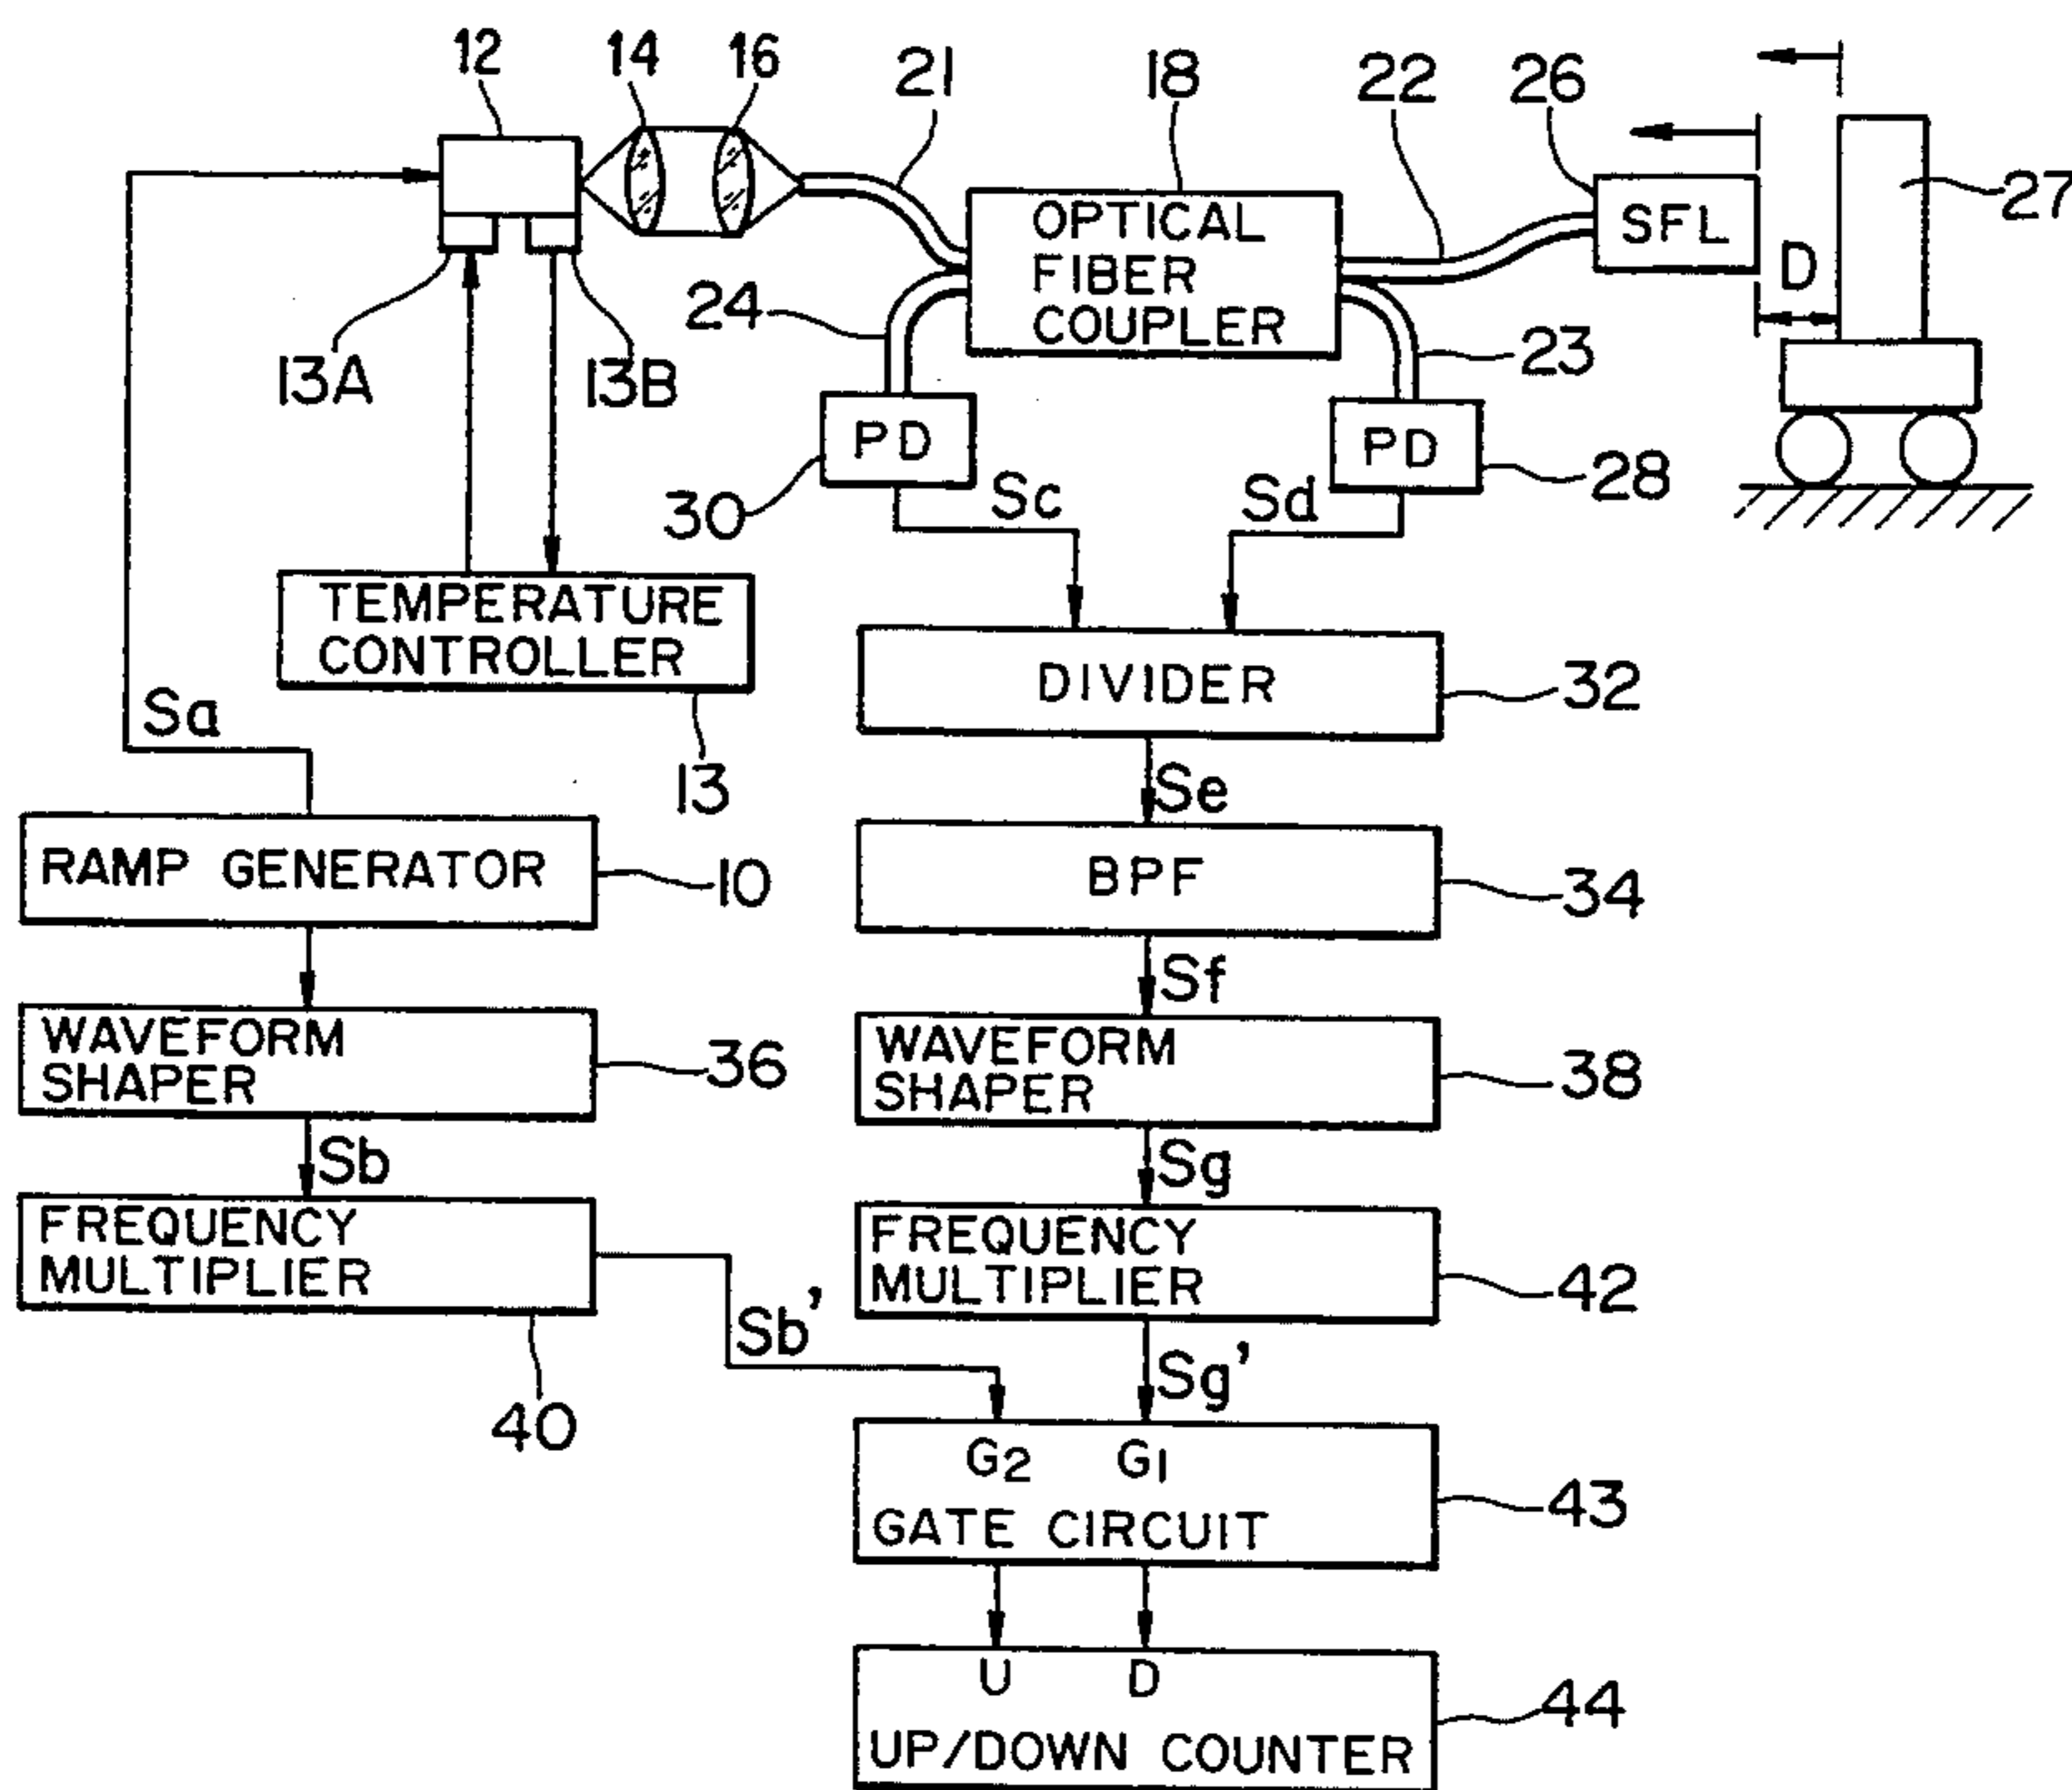 12
14
16
21
18
22
26
27
OPTICAL
FIBER
COUPLER
SFL
D
24
23
13A
13B
PD
PD
30
28
Sc
Sd
TEMPERATURE
CONTROLLER
13
DIVIDER
32
Sa
Se
RAMP GENERATOR
10
BPF
34
Sf
WAVEFORM
SHAPER
36
WAVEFORM
SHAPER
38
Sb
Sg
FREQUENCY
MULTIPLIER
40
FREQUENCY
MULTIPLIER
42
Sb'
Sg'
G2 G1
GATE CIRCUIT
43
U D
UP/DOWN COUNTER
44